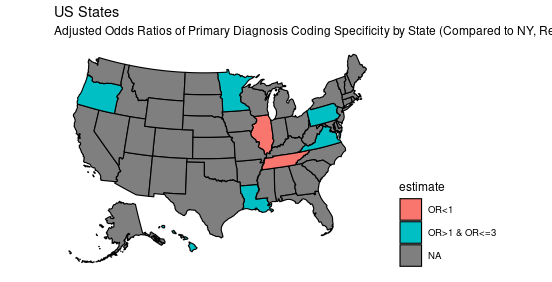 US States
Adjusted Odds Ratios of Primary Diagnosis Coding Specificity by State (Compared to NY, Re
estimate
OR<1
OR>1 & OR<=3
NA